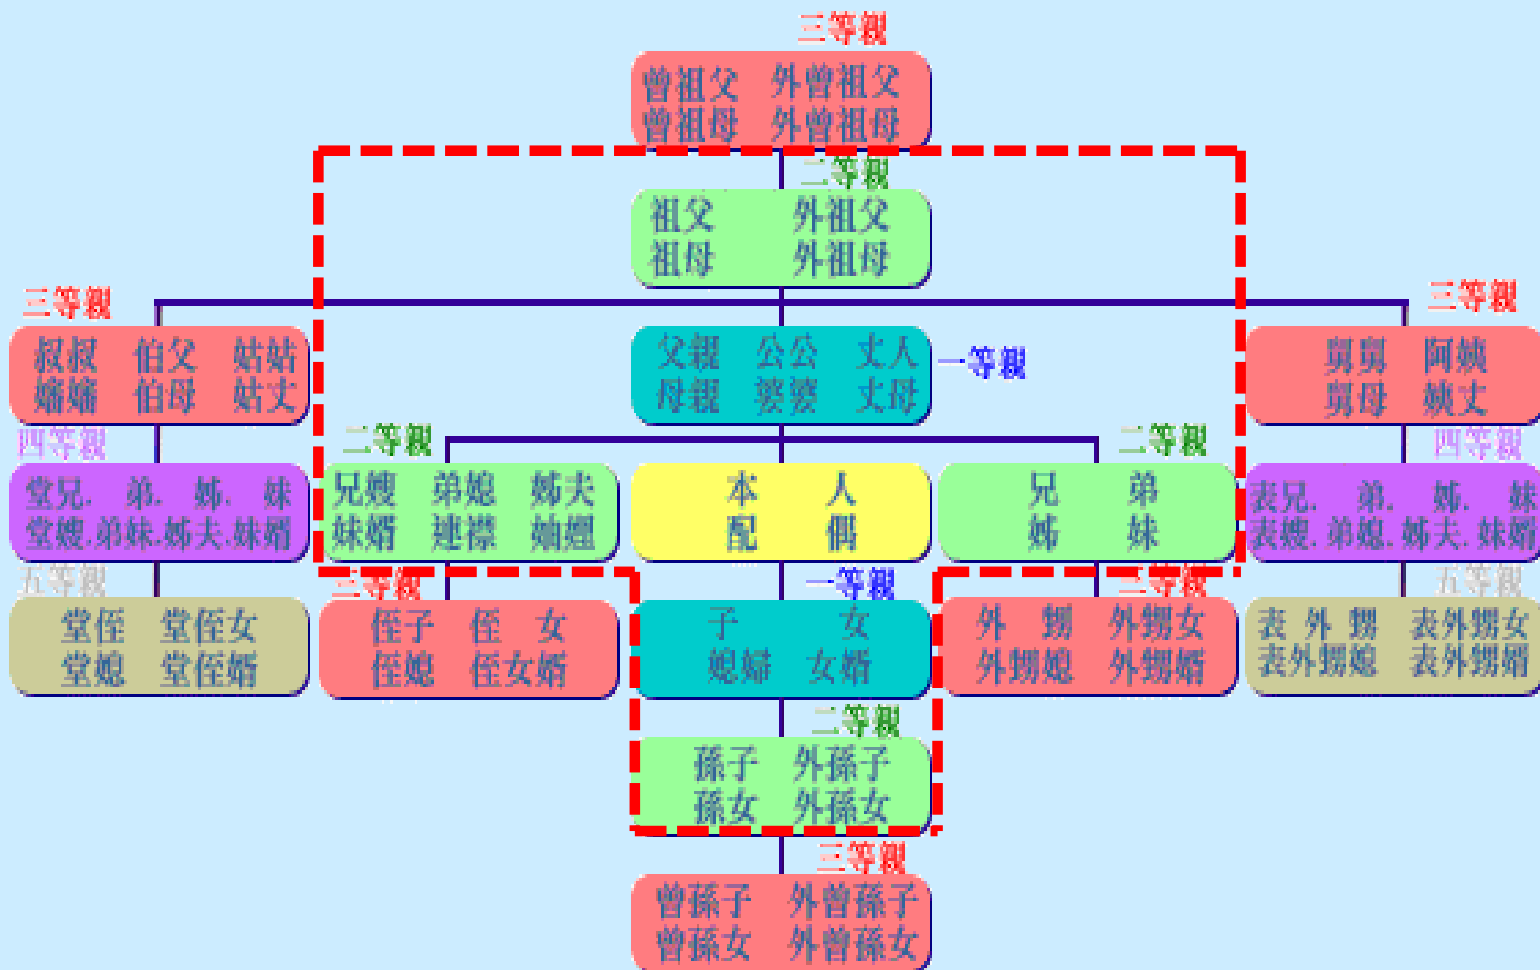 三等親
曾祖父 外曾祖父
曾祖母 外曾祖母
二等親
祖父 外祖父
祖母 外祖母
三等親
叔叔 伯父 姑姑
嬸嬸 伯母 姑丈
父親 公公 丈人
母親 婆婆 丈母
一等親
三等親
舅舅 阿姨
舅母 姨丈
四等親
堂兄. 弟. 姊. 妹
堂嫂.弟妹.姊夫.妹婿
二等親
兄嫂 弟媳 姊夫
妹婿 連襟 妯娌
本人
配偶
二等親
兄 弟
姊 妹
四等親
表兄. 弟. 姊. 妹
表嫂.弟媳.姊夫.妹婿
五等親
堂侄 堂侄女
堂媳 堂侄婿
三等親
侄子 侄女
侄媳 侄女婿
一等親
子 女
媳婦 女婿
三等親
外甥 外甥女
外甥媳 外甥婿
五等親
表外甥 表外甥女
表外甥媳 表外甥婿
二等親
孫子 外孫子
孫女 外孫女
三等親
曾孫子 外曾孫子
曾孫女 外曾孫女